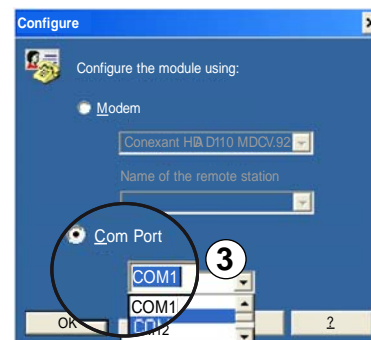 Configure
Configure the module using:
Modem
Conexant HDA D110 MDC V.92
Name of the remote station
Com Port
3
COM1
COM1
OK
?